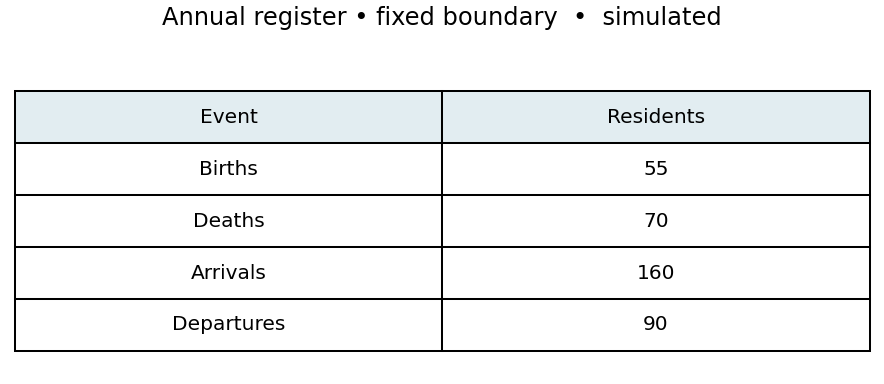 Annual register • fixed boundary • simulated
Event Residents
Births 55
Deaths 70
Arrivals 160
Departures 90